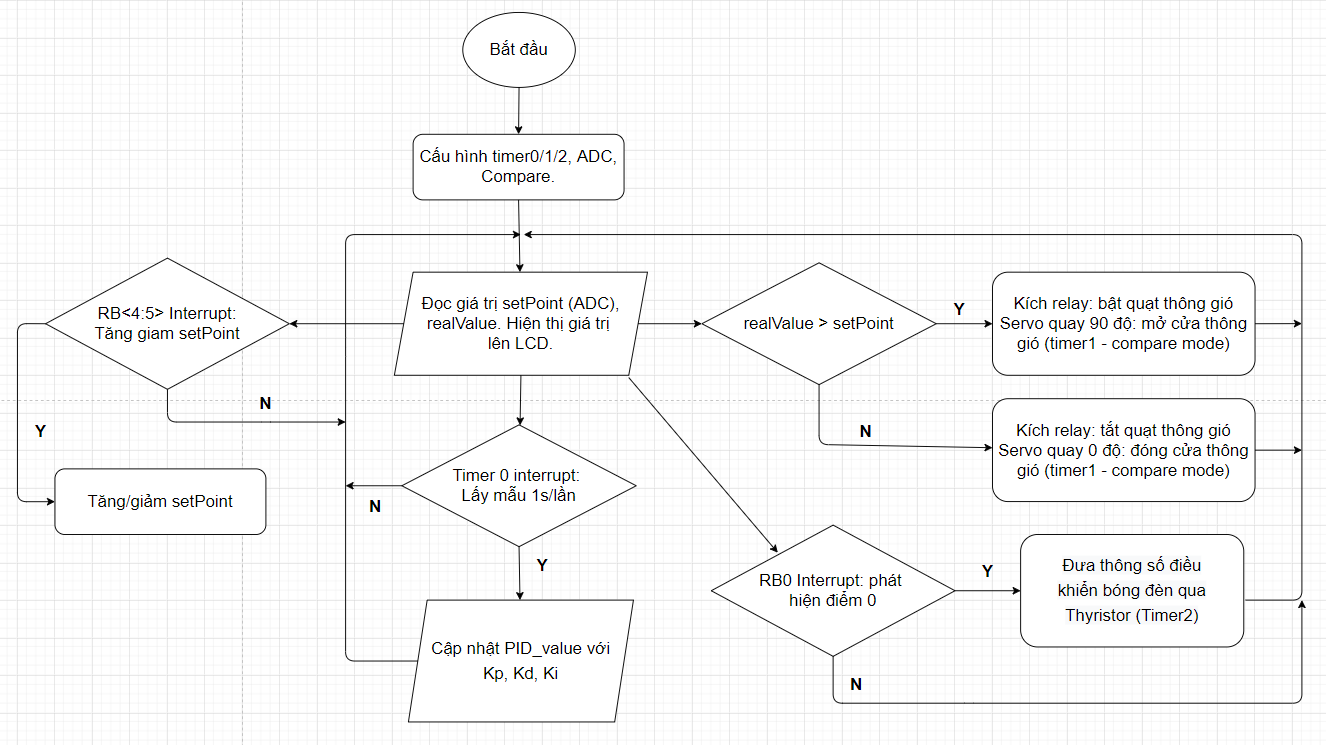 Bắt đầu
Cấu hình timer0/1/2, ADC,
Compare.
Đọc giá trị setPoint (ADC),
realValue. Hiện thị giá trị
lên LCD.
RB<4:5> Interrupt:
Tăng giam setPoint
N
Y
Tăng/giảm setPoint
realValue > setPoint
Y
Kích relay: bật quạt thông gió
Servo quay 90 độ: mở cửa thông
gió (timer1 - compare mode)
N
Kích relay: tắt quạt thông gió
Servo quay 0 độ: đóng cửa thông
gió (timer1 - compare mode)
Timer 0 interrupt:
Lấy mẫu 1s/lần
N
Y
Cập nhật PID_value với
Kp, Kd, Ki
RB0 Interrupt: phát
hiện điểm 0
Y
Đưa thông số điều
khiển bóng đèn qua
Thyristor (Timer2)
N